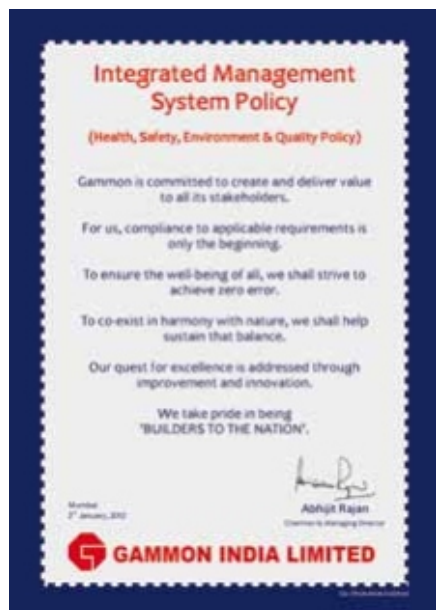 Integrated Management
System Policy
(Health, Safety, Environment & Quality Policy)
Gammon is committed to create and deliver value
to all its stakeholders.
For us, compliance to applicable requirements is
only the beginning.
To ensure the well-being of all, we shall strive to
achieve zero error.
To co-exist in harmony with nature, we shall help
sustain that balance.
Our quest for excellence is addressed through
improvement and innovation.
We take pride in being
"BUILDERS TO THE NATION".
Mumbai
January, 2012
Abhijit Rajan
Chairman & Managing Director
GAMMON INDIA LIMITED